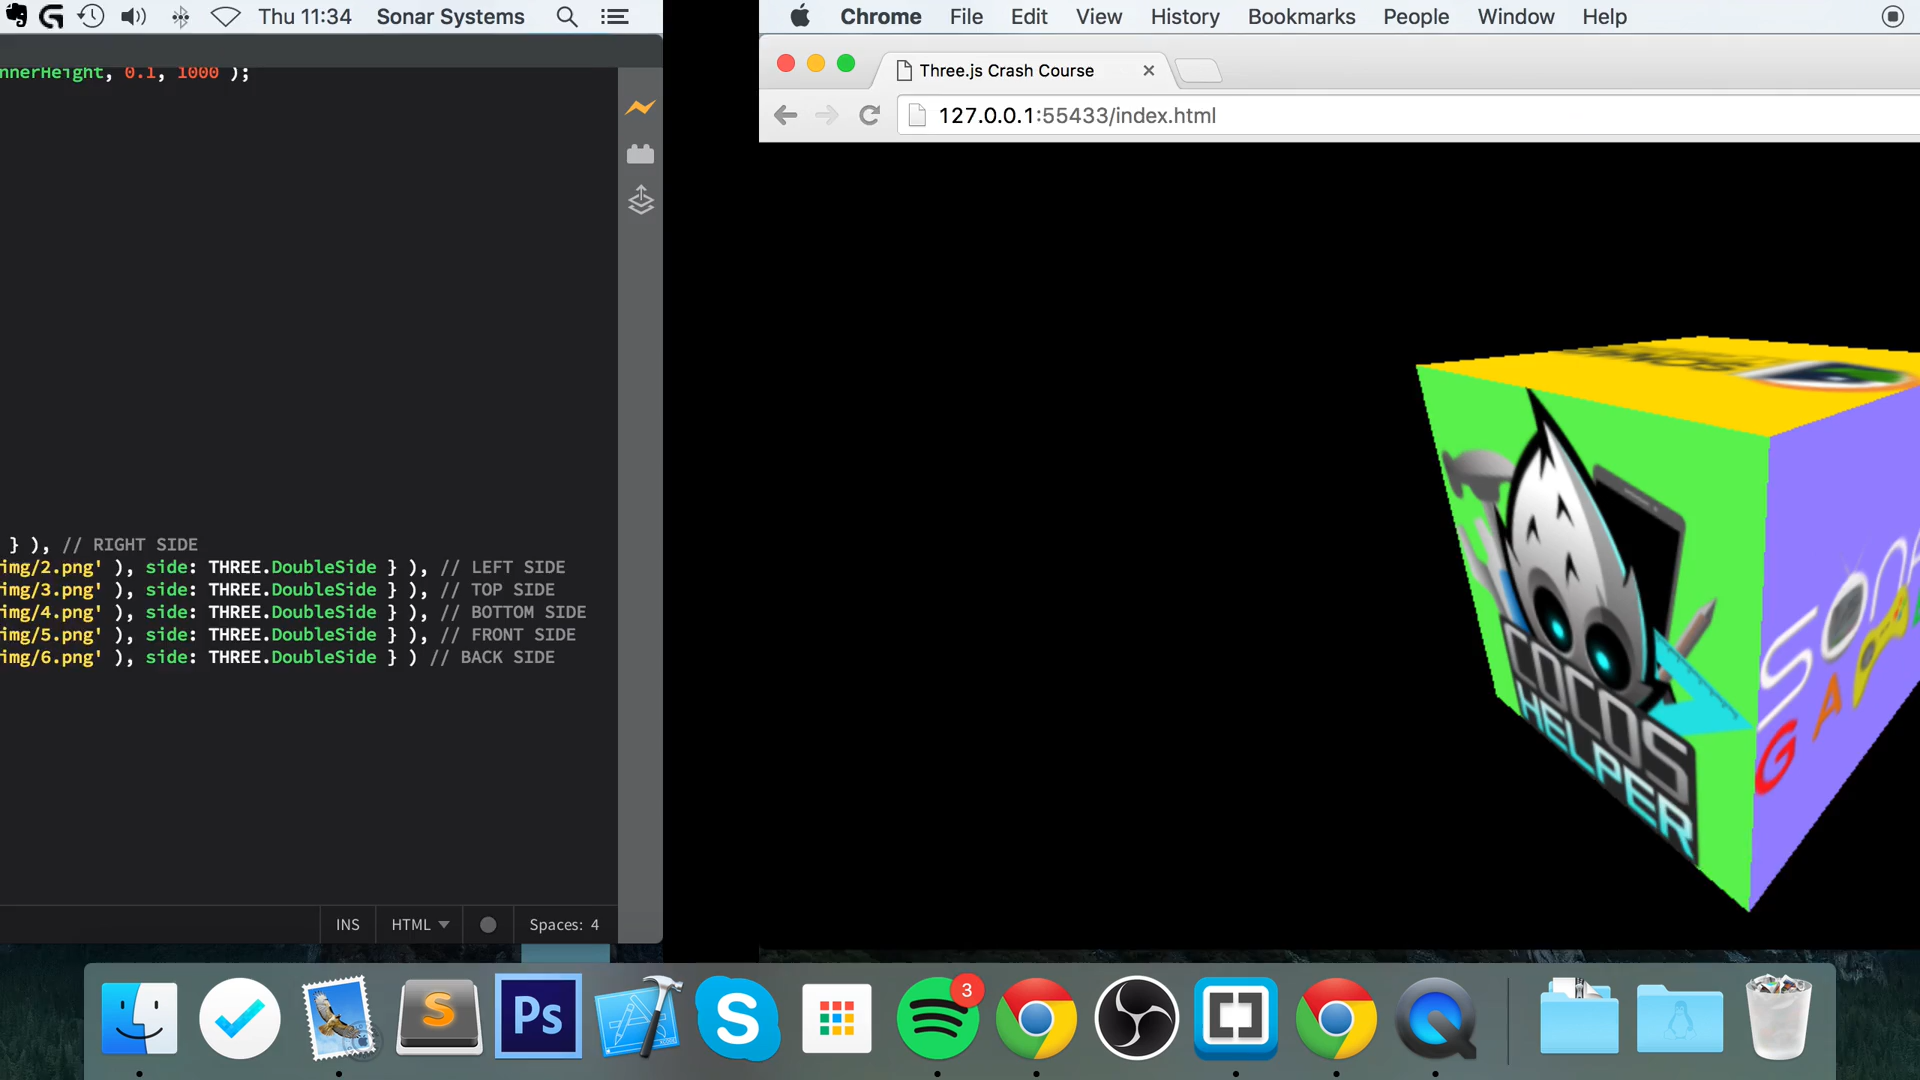 Thu 11:34 Sonar Systems
Chrome File Edit View History Bookmarks People Window Help
Three.js Crash Course
127.0.0.1:55433/index.html
nnerHeight, 0.1, 1000 );
} ), // RIGHT SIDE
img/2.png' ), side: THREE.DoubleSide } ), // LEFT SIDE
img/3.png' ), side: THREE.DoubleSide } ), // TOP SIDE
img/4.png' ), side: THREE.DoubleSide } ), // BOTTOM SIDE
img/5.png' ), side: THREE.DoubleSide } ), // FRONT SIDE
img/6.png' ), side: THREE.DoubleSide } ) // BACK SIDE
COCOS
HELPER
SONA
GA
INS HTML Spaces: 4
S
Ps
S
3